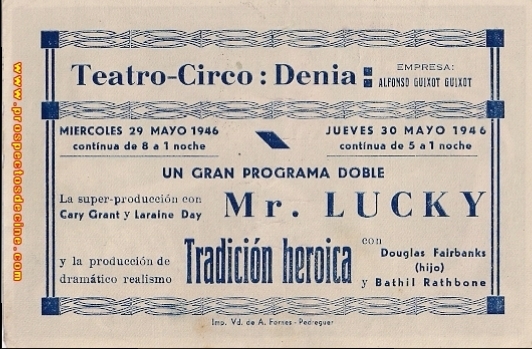 Teatro-Circo : Denia
EMPRESA:
ALFONSO GUIXOT GUIXOT
MIERCOLES 29 MAYO 1946
contínua de 8 a 1 noche
JUEVES 30 MAYO 1946
contínua de 5 a 1 noche
UN GRAN PROGRAMA DOBLE
La super-producción con
Cary Grant y Laraine Day
Mr. LUCKY
y la producción de
dramático realismo
Tradición heroica
con
Douglas Fairbanks
(hijo)
y Bathil Rathbone
Imp. Vd. de A. Fornes - Pedreguer
www.prospectosdecine.com